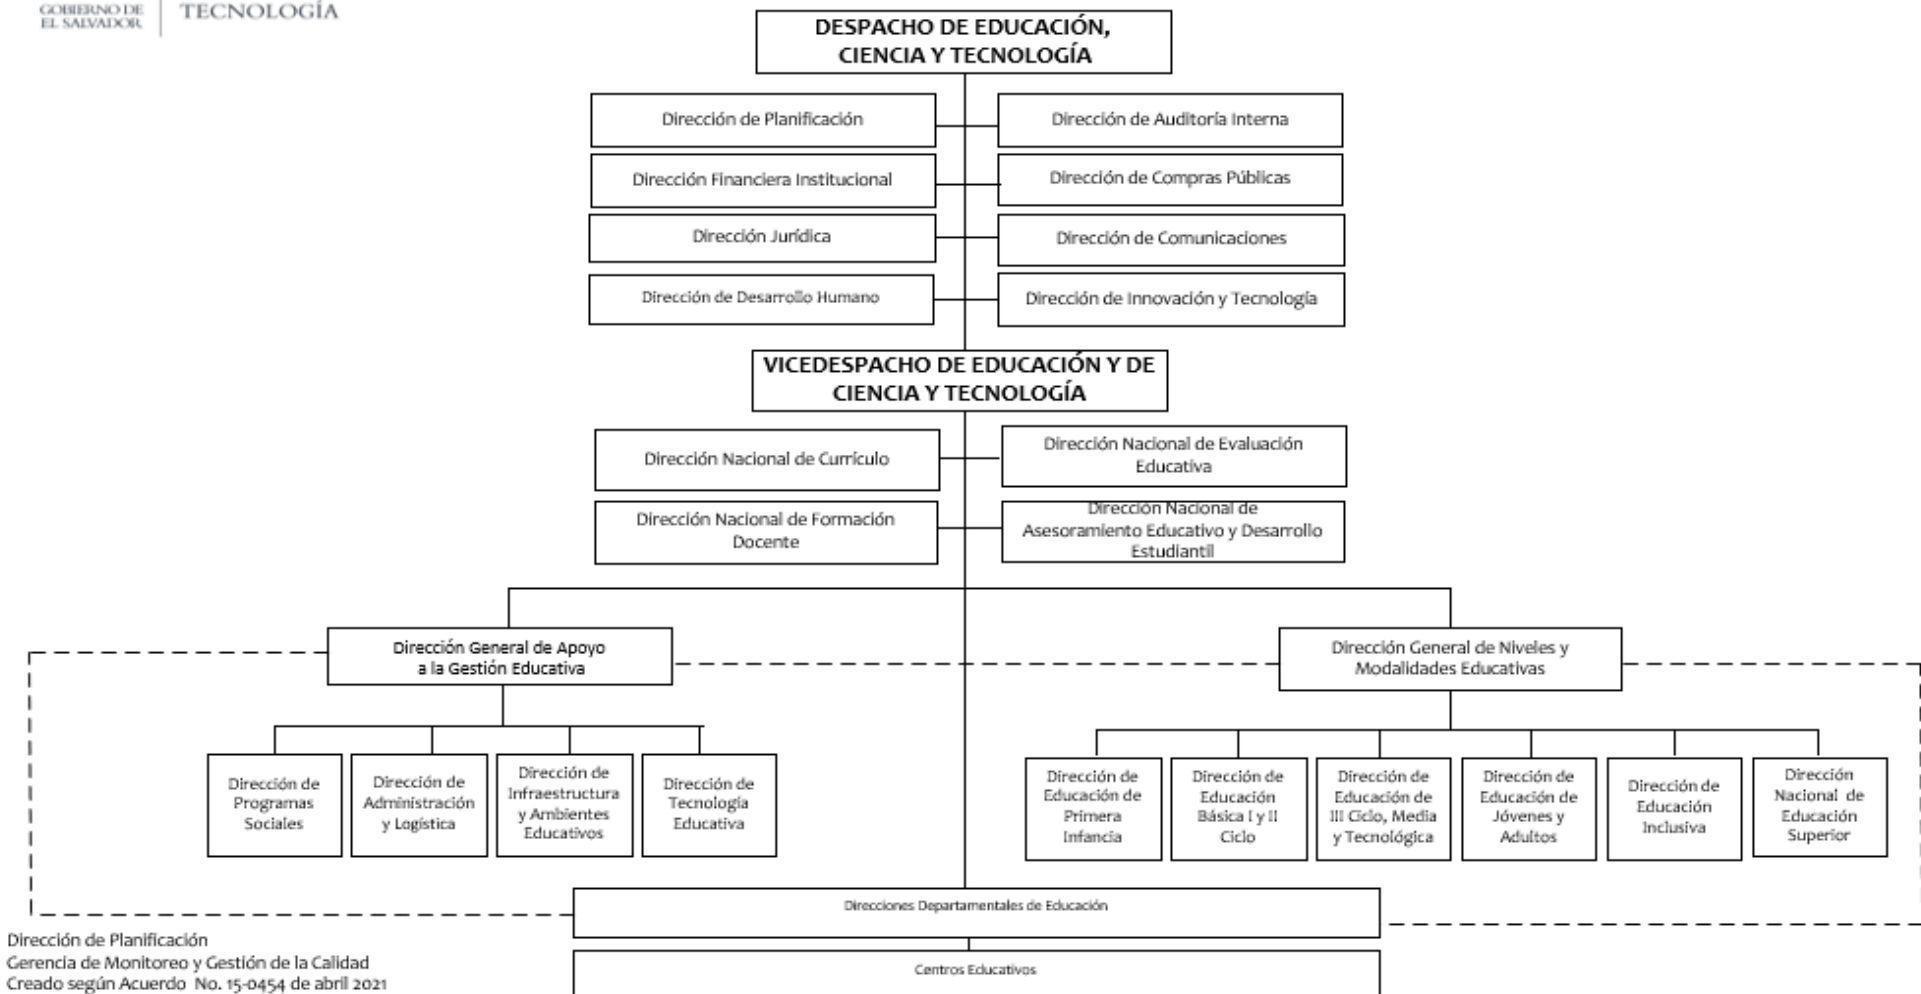 GOBIERNO DE
EL SALVADOR
TECNOLOGÍA
DESPACHO DE EDUCACIÓN,
CIENCIA Y TECNOLOGÍA
Dirección de Planificación
Dirección de Auditoría Interna
Dirección Financiera Institucional
Dirección de Compras Públicas
Dirección Jurídica
Dirección de Comunicaciones
Dirección de Desarrollo Humano
Dirección de Innovación y Tecnología
VICEDESPACHO DE EDUCACIÓN Y DE
CIENCIA Y TECNOLOGÍA
Dirección Nacional de Currículo
Dirección Nacional de Evaluación
Educativa
Dirección Nacional de Formación
Docente
Dirección Nacional de
Asesoramiento Educativo y Desarrollo
Estudiantil
Dirección General de Apoyo
a la Gestión Educativa
Dirección General de Niveles y
Modalidades Educativas
Dirección de
Programas
Sociales
Dirección de
Administración
y Logística
Dirección de
Infraestructura
y Ambientes
Educativos
Dirección de
Tecnología
Educativa
Dirección de
Educación de
Primera
Infancia
Dirección de
Educación
Básica I y II
Ciclo
Dirección de
Educación de
III Ciclo, Media
y Tecnológica
Dirección de
Educación de
Jóvenes y
Adultos
Dirección de
Educación
Inclusiva
Dirección
Nacional de
Educación
Superior
Direcciones Departamentales de Educación
Centros Educativos
Dirección de Planificación
Gerencia de Monitoreo y Gestión de la Calidad
Creado según Acuerdo No. 15-0454 de abril 2021